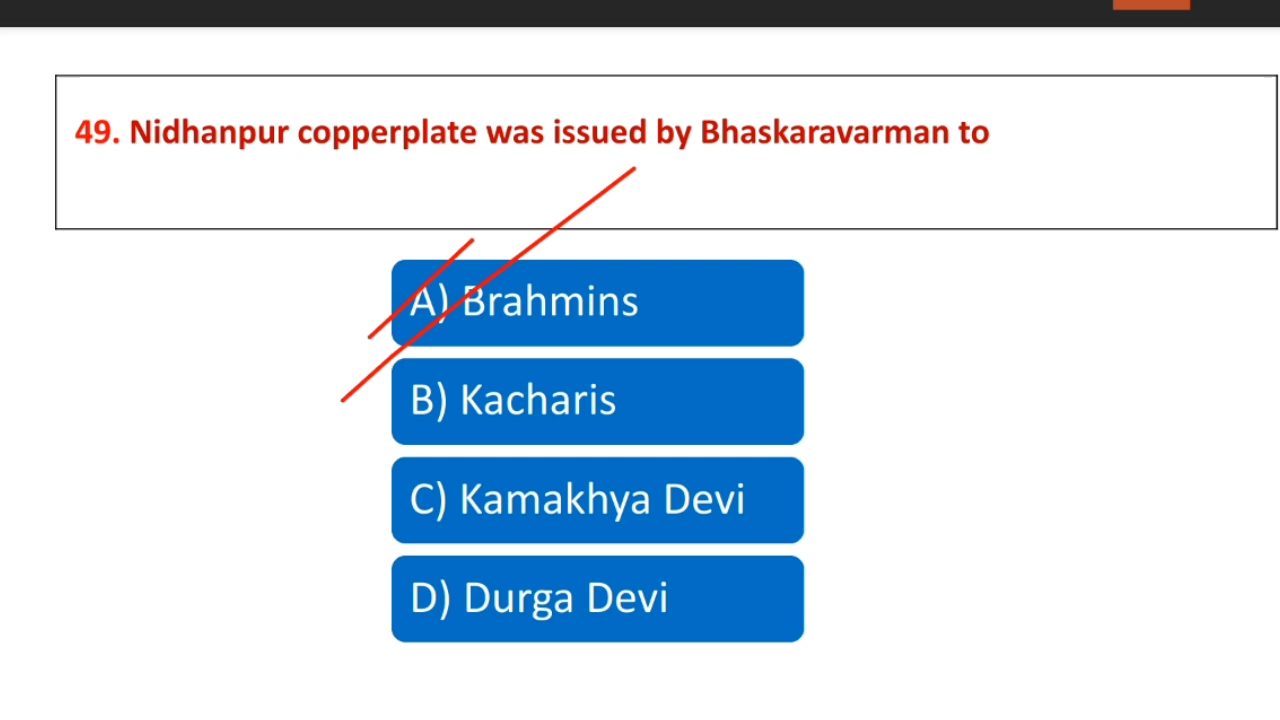 49. Nidhanpur copperplate was issued by Bhaskaravarman to
A) Brahmins
B) Kacharis
C) Kamakhya Devi
D) Durga Devi